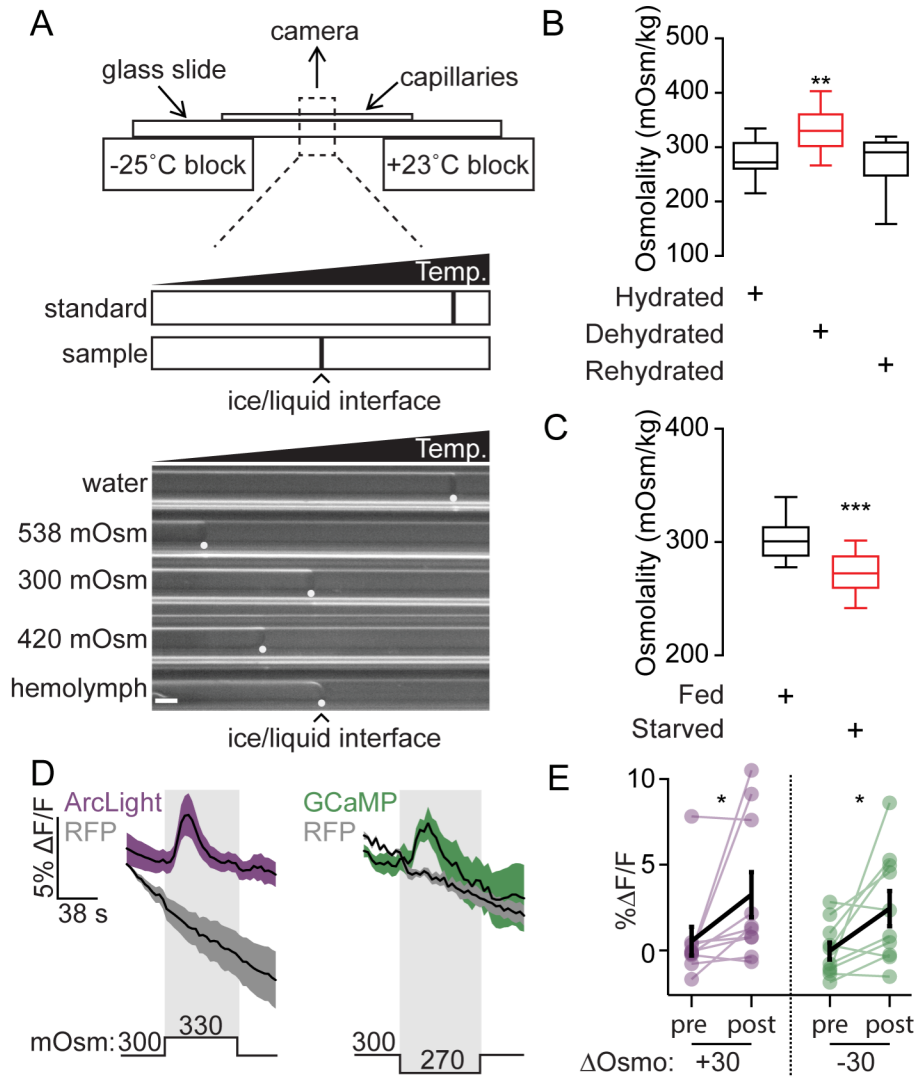 A
camera
glass slide
capillaries
-25˚C block
+23˚C block
Temp.
standard
sample
ice/liquid interface
Temp.
water
538 mOsm
300 mOsm
420 mOsm
hemolymph
ice/liquid interface
B
Osmolality (mOsm/kg)
400
300
200
100
**
Hydrated +
Dehydrated +
Rehydrated +
C
Osmolality (mOsm/kg)
400
300
200
***
Fed +
Starved +
D
5% ΔF/F
38 s
ArcLight
RFP
mOsm: 300 330
GCaMP
RFP
300 270
E
%ΔF/F
10
5
0
* *
pre post pre post
ΔOsmo: +30 -30